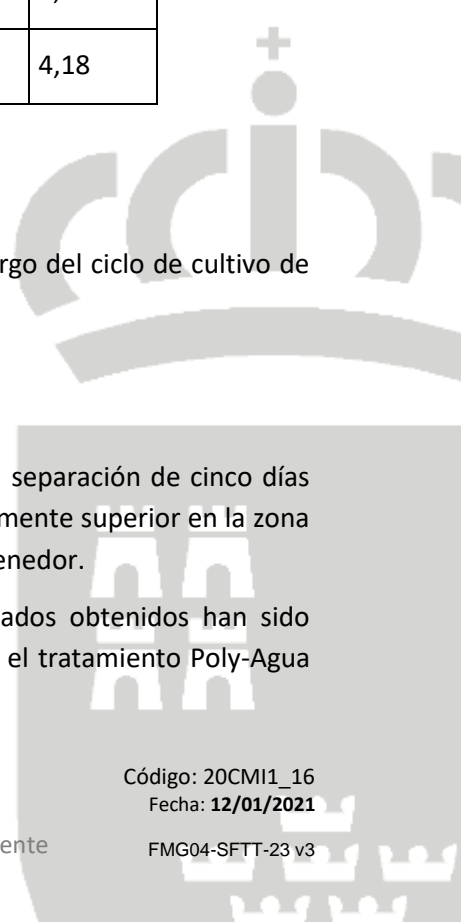 4,18
rgo del ciclo de cultivo de
separación de cinco días
mente superior en la zona
enedor.
ados obtenidos han sido
el tratamiento Poly-Agua
Código: 20CMI1_16
Fecha: 12/01/2021
ente FMG04-SFTT-23 v3